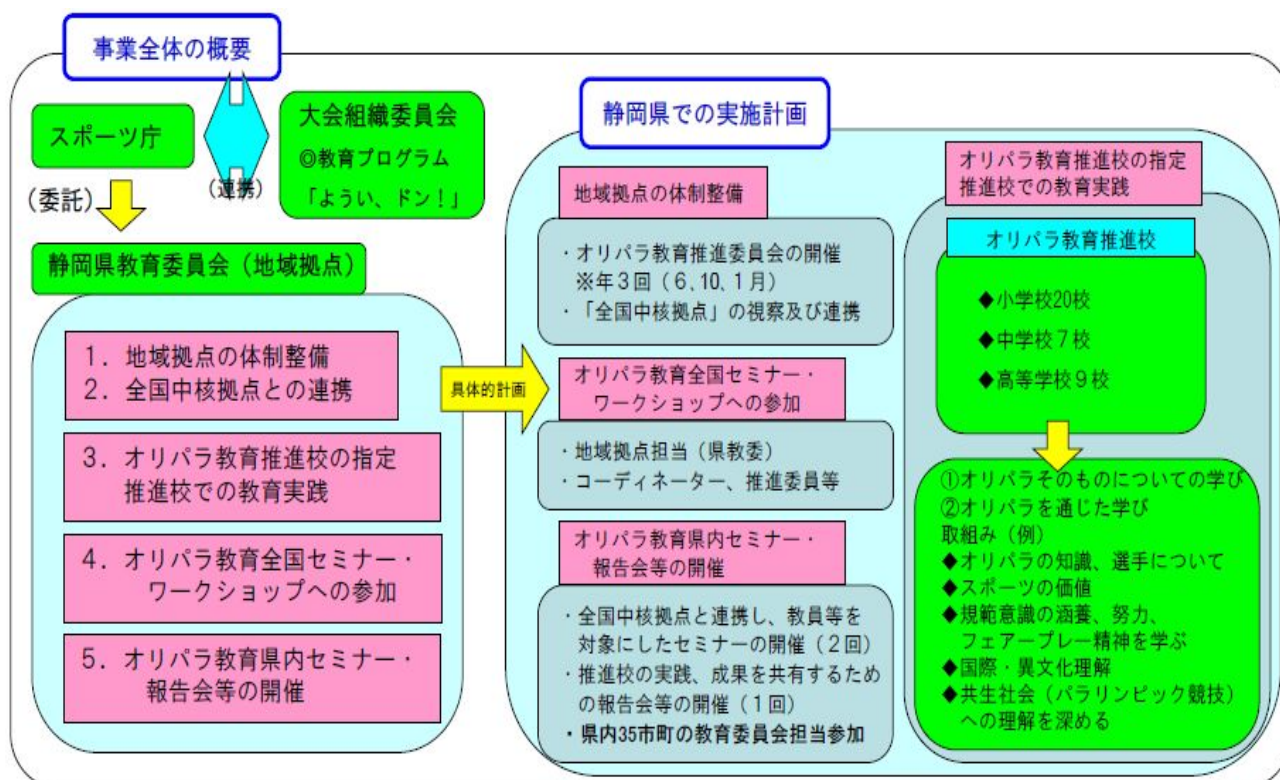 事業全体の概要
スポーツ庁
(連携)
大会組織委員会
◎教育プログラム
「ようい、ドン！」
(委託)
静岡県教育委員会（地域拠点）
1．地域拠点の体制整備
2．全国中核拠点との連携
3．オリパラ教育推進校の指定
推進校での教育実践
4．オリパラ教育全国セミナー・
ワークショップへの参加
5．オリパラ教育県内セミナー・
報告会等の開催
具体的計画
静岡県での実施計画
地域拠点の体制整備
・オリパラ教育推進委員会の開催
※年３回（６,10,１月）
・「全国中核拠点」の視察及び連携
オリパラ教育全国セミナー・
ワークショップへの参加
・地域拠点担当（県教委）
・コーディネーター、推進委員等
オリパラ教育県内セミナー・
報告会等の開催
・全国中核拠点と連携し、教員等を
対象にしたセミナーの開催（２回）
・推進校の実践、成果を共有するため
の報告会等の開催（１回）
・県内35市町の教育委員会担当参加
オリパラ教育推進校の指定
推進校での教育実践
オリパラ教育推進校
◆小学校20校
◆中学校７校
◆高等学校９校
①オリパラそのものについての学び
②オリパラを通じた学び
取組み（例）
◆オリパラの知識、選手について
◆スポーツの価値
◆規範意識の涵養、努力、
フェアープレー精神を学ぶ
◆国際・異文化理解
◆共生社会（パラリンピック競技）
への理解を深める